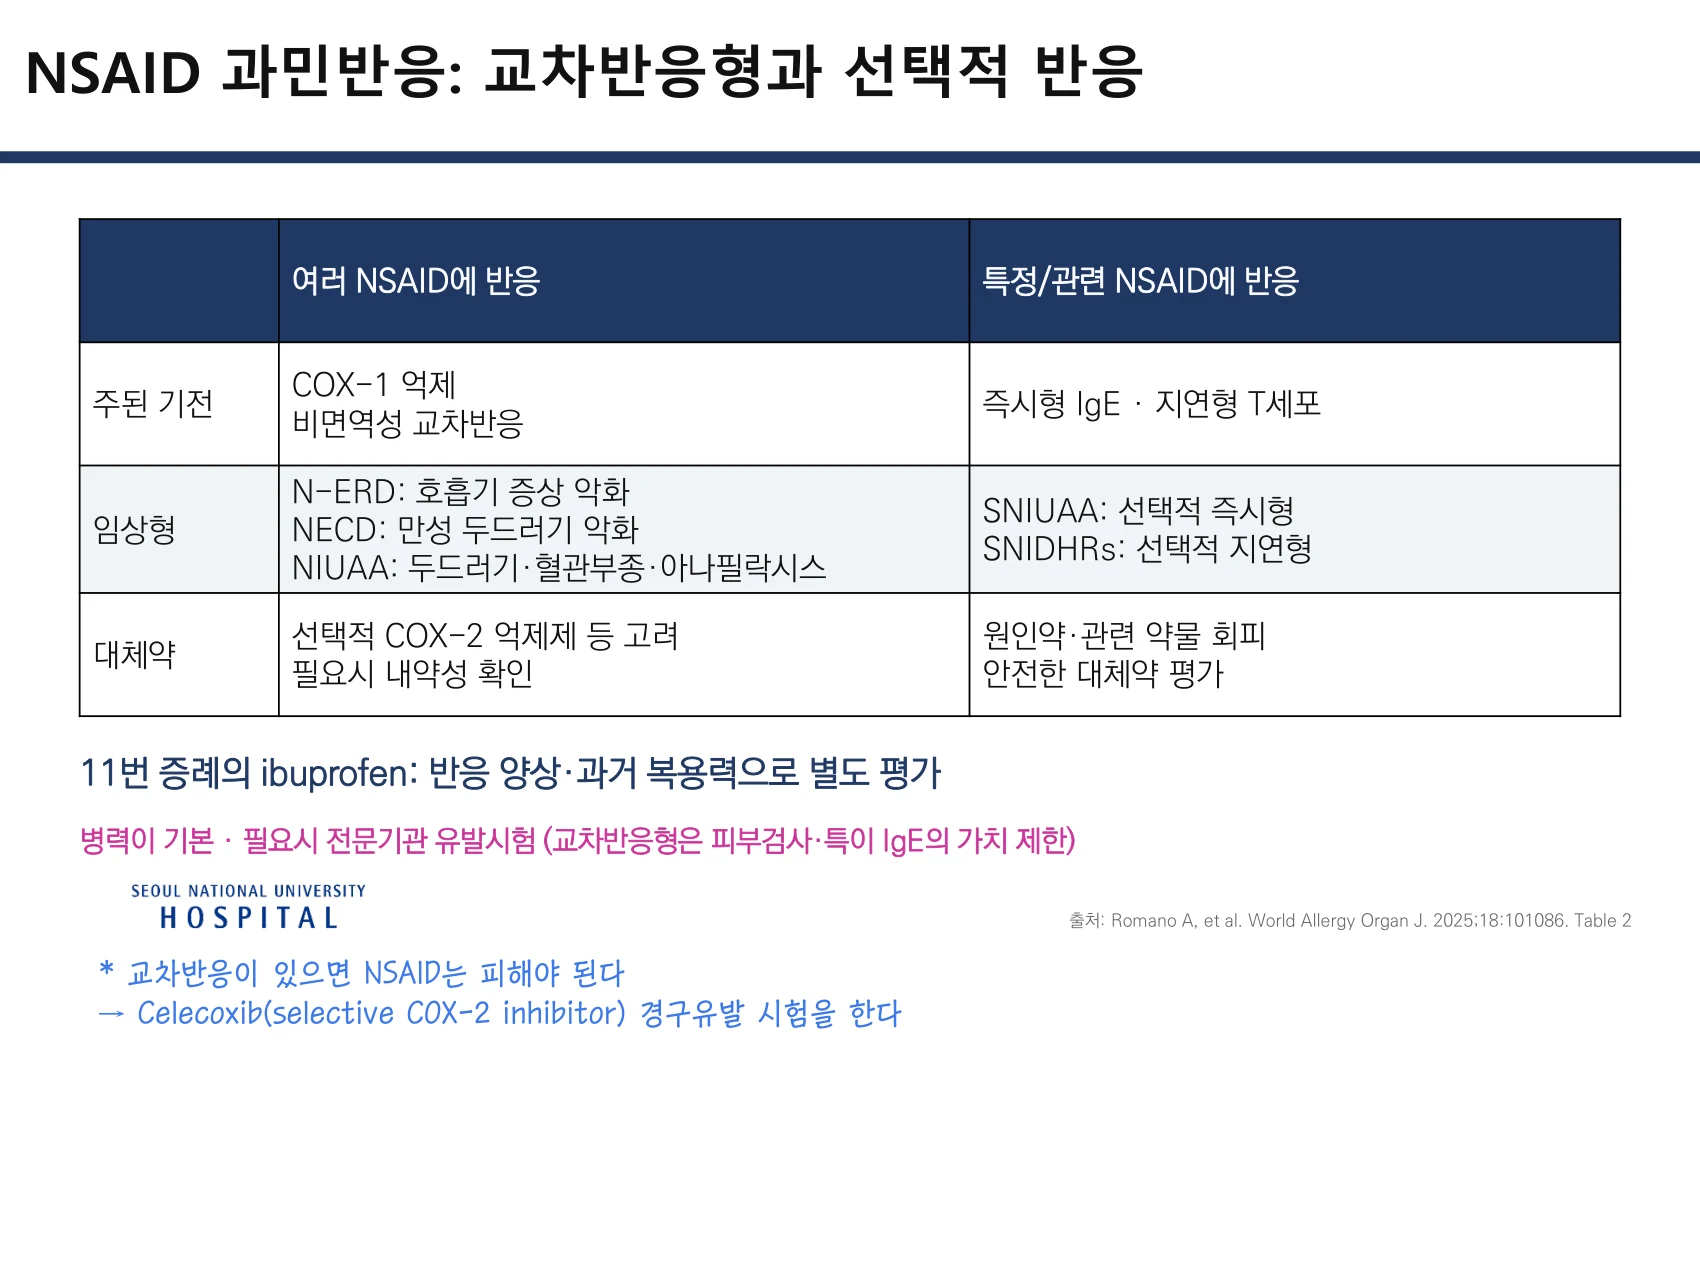 NSAID 과민반응: 교차반응형과 선택적 반응
여러 NSAID에 반응
특정/관련 NSAID에 반응
주된 기전
COX-1 억제
비면역성 교차반응
즉시형 IgE · 지연형 T세포
임상형
N-ERD: 호흡기 증상 악화
NECD: 만성 두드러기 악화
NIUAA: 두드러기·혈관부종·아나필락시스
SNIUAA: 선택적 즉시형
SNIDHRs: 선택적 지연형
대체약
선택적 COX-2 억제제 등 고려
필요시 내약성 확인
원인약·관련 약물 회피
안전한 대체약 평가
11번 증례의 ibuprofen: 반응 양상·과거 복용력으로 별도 평가
병력이 기본 · 필요시 전문기관 유발시험 (교차반응형은 피부검사·특이 IgE의 가치 제한)
SEOUL NATIONAL UNIVERSITY
HOSPITAL
출처: Romano A, et al. World Allergy Organ J. 2025;18:101086. Table 2
* 교차반응이 있으면 NSAID는 피해야 된다
→ Celecoxib(selective COX-2 inhibitor) 경구유발 시험을 한다